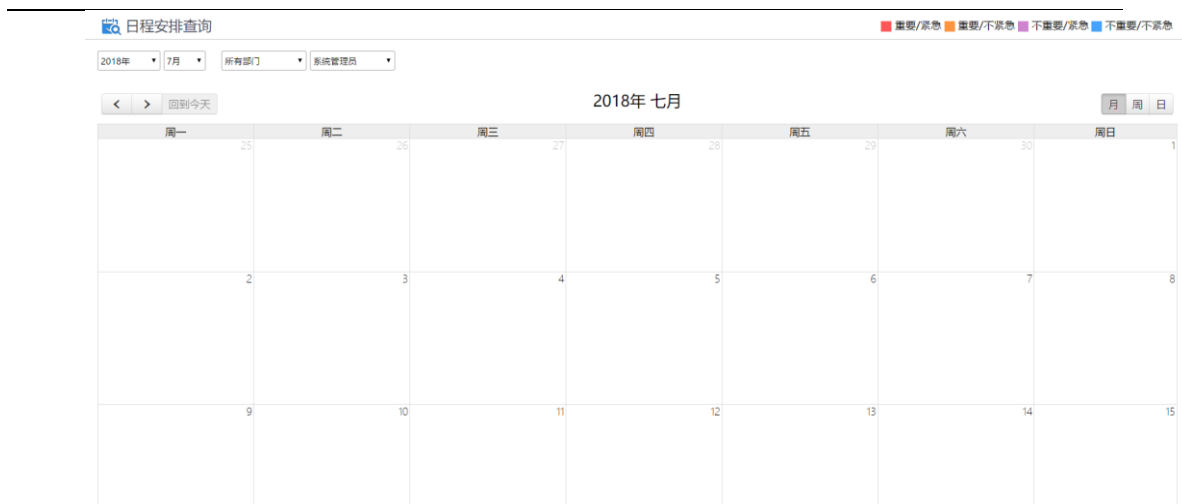 日程安排查询
重要/紧急 重要/不紧急 不重要/紧急 不重要/不紧急
2018年 7月 所有部门 系统管理员
回到今天 2018年 七月 月 周 日
周一 周二 周三 周四 周五 周六 周日
25 26 27 28 29 30 1
2 3 4 5 6 7 8
9 10 11 12 13 14 15